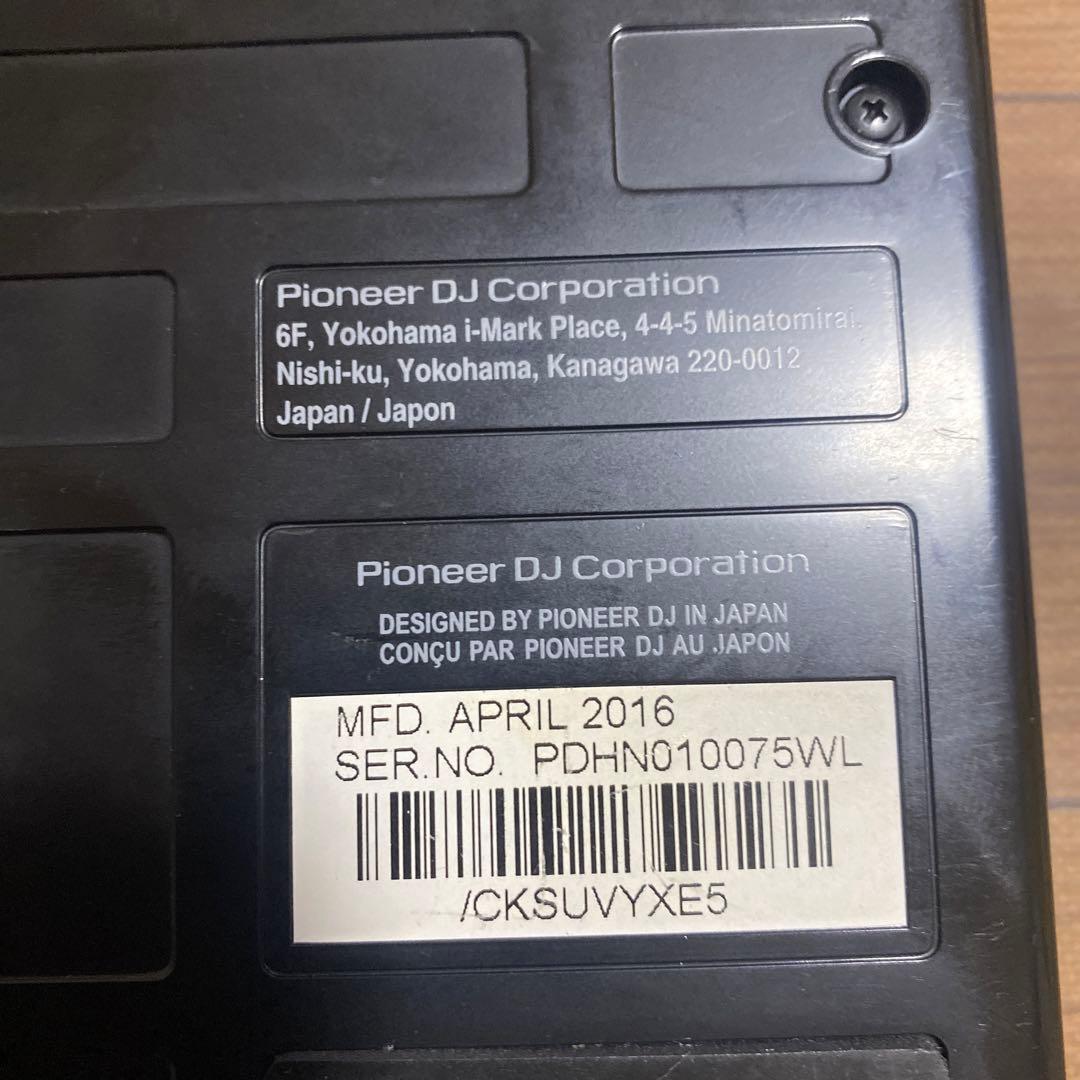 Pioneer DJ Corporation
6F, Yokohama i-Mark Place, 4-4-5 Minatomirai.
Nishi-ku, Yokohama, Kanagawa 220-0012
Japan / Japon
Pioneer DJ Corporation
DESIGNED BY PIONEER DJ IN JAPAN
CONÇU PAR PIONEER DJ AU JAPON
MFD. APRIL 2016
SER.NO. PDHN010075WL
/CKSUVYXE5